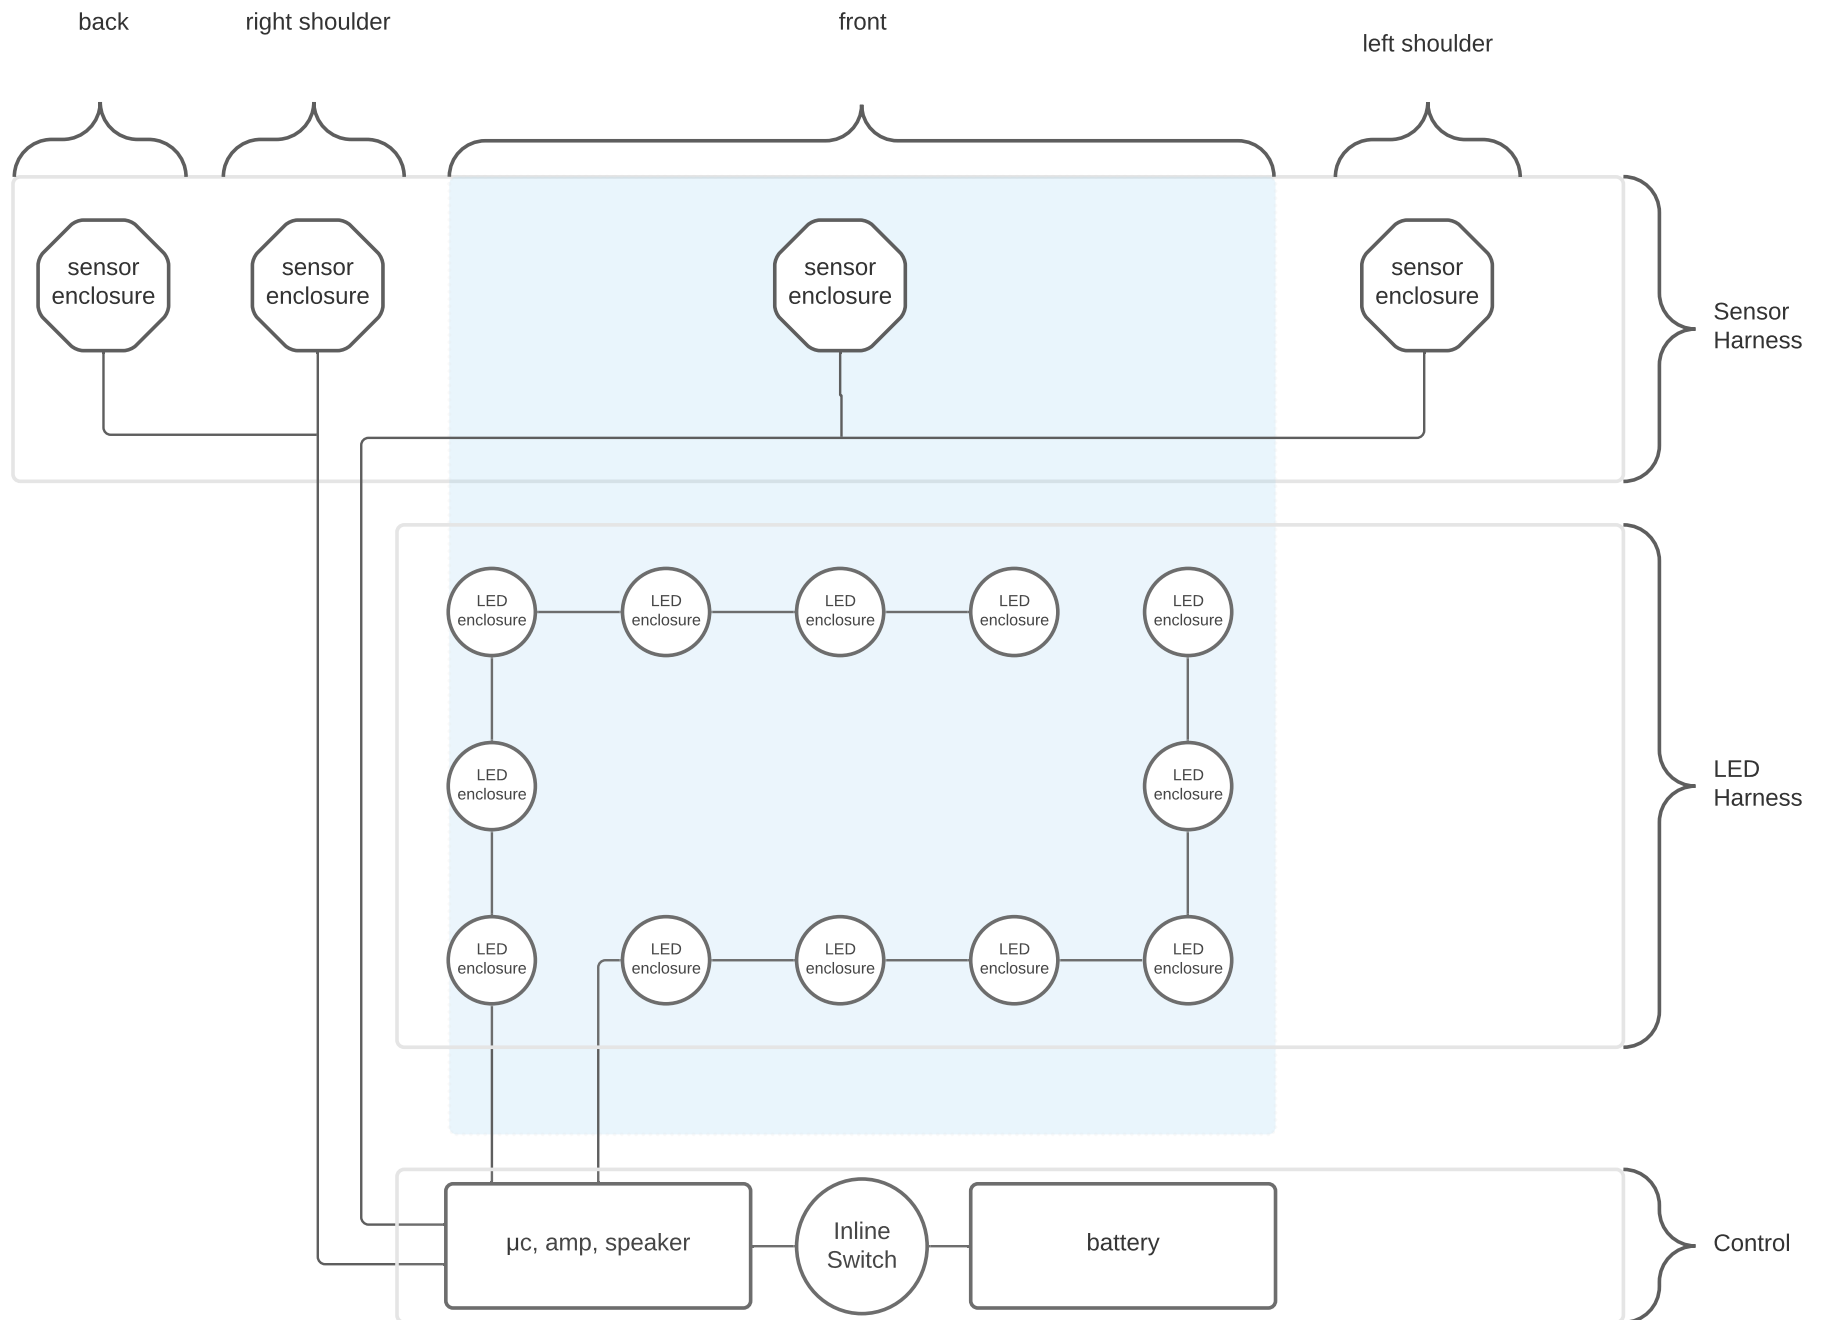 back
right shoulder
front
left shoulder
sensor
enclosure
sensor
enclosure
sensor
enclosure
sensor
enclosure
Sensor
Harness
LED
enclosure
LED
enclosure
LED
enclosure
LED
enclosure
LED
enclosure
LED
enclosure
LED
enclosure
LED
Harness
LED
enclosure
LED
enclosure
LED
enclosure
LED
enclosure
LED
enclosure
μc, amp, speaker
Inline
Switch
battery
Control